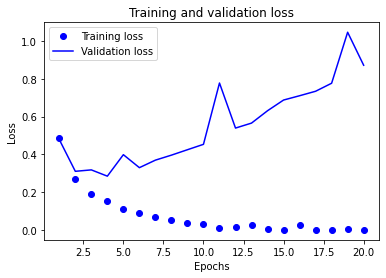 Training and validation loss
Training loss
Validation loss
1.0
0.8
0.6
0.4
0.2
0.0
Loss
2.5 5.0 7.5 10.0 12.5 15.0 17.5 20.0
Epochs